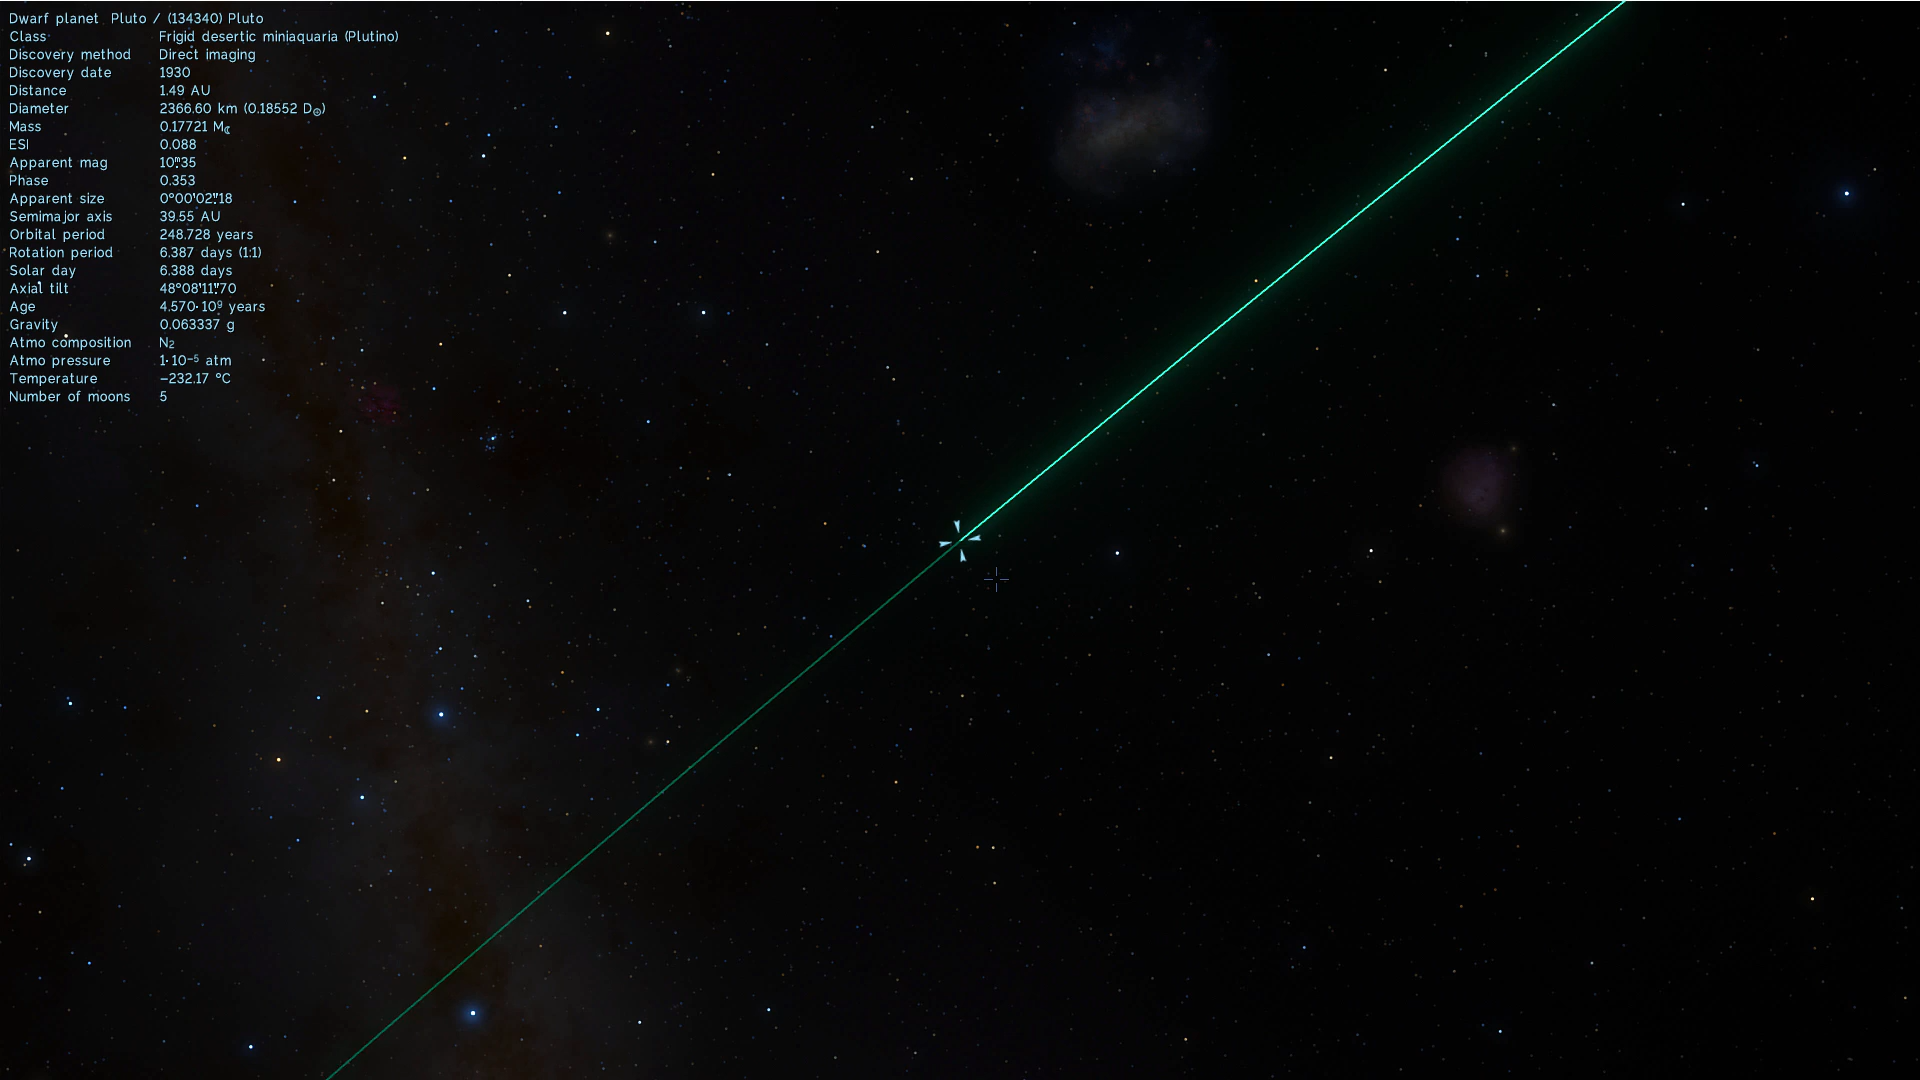 Dwarf planet Pluto / (134340) Pluto
Class Frigid desertic miniaquaria (Plutino)
Discovery method Direct imaging
Discovery date 1930
Distance 1.49 AU
Diameter 2366.60 km (0.18552 D⊕)
Mass 0.17721 M☾
ESI 0.088
Apparent mag 10ᵐ.35
Phase 0.353
Apparent size 0°00'02".18
Semimajor axis 39.55 AU
Orbital period 248.728 years
Rotation period 6.387 days (1:1)
Solar day 6.388 days
Axial tilt 48°08'11".70
Age 4.570·10⁹ years
Gravity 0.063337 g
Atmo composition N₂
Atmo pressure 1·10⁻⁵ atm
Temperature −232.17 °C
Number of moons 5